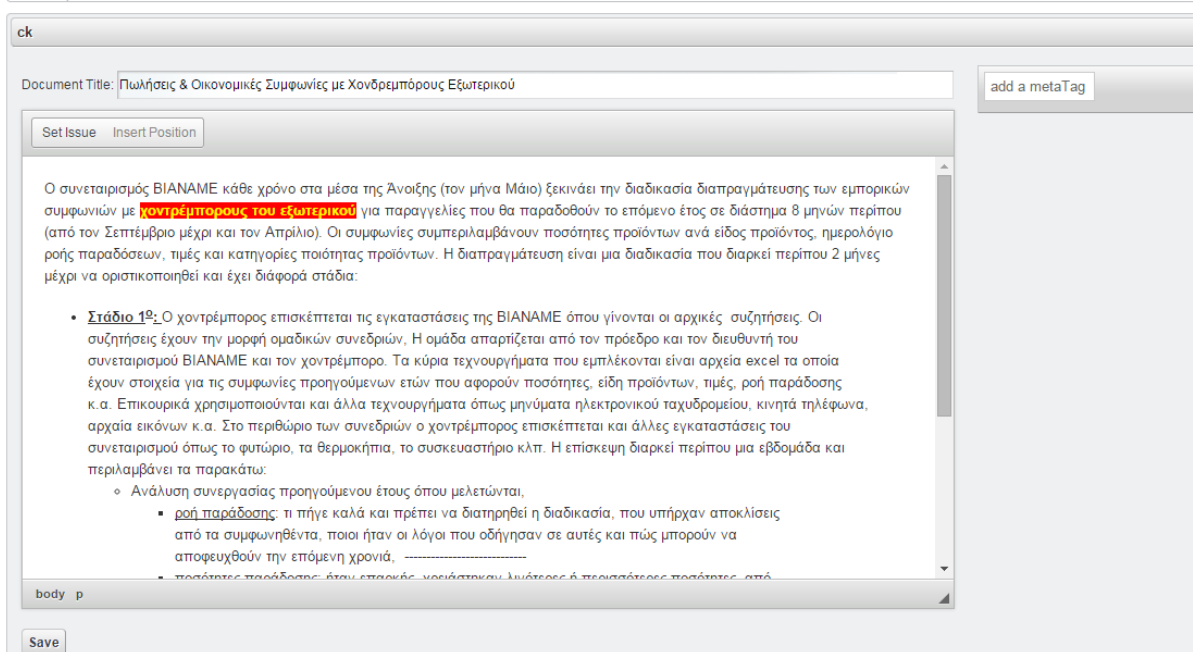 ck
Document Title: Πωλήσεις & Οικονομικές Συμφωνίες με Χονδρεμπόρους Εξωτερικού
add a metaTag
Set Issue Insert Position
Ο συνεταιρισμός ΒΙΑΝΑΜΕ κάθε χρόνο στα μέσα της Άνοιξης (τον μήνα Μάιο) ξεκινάει την διαδικασία διαπραγμάτευσης των εμπορικών
συμφωνιών με χοντρέμπορους του εξωτερικού για παραγγελίες που θα παραδοθούν το επόμενο έτος σε διάστημα 8 μηνών περίπου
(από τον Σεπτέμβριο μέχρι και τον Απρίλιο). Οι συμφωνίες συμπεριλαμβάνουν ποσότητες προϊόντων ανά είδος προϊόντος, ημερολόγιο
ροής παραδόσεων, τιμές και κατηγορίες ποιότητας προϊόντων. Η διαπραγμάτευση είναι μια διαδικασία που διαρκεί περίπου 2 μήνες
μέχρι να οριστικοποιηθεί και έχει διάφορά στάδια:
• Στάδιο 1ο: Ο χοντρέμπορος επισκέπτεται τις εγκαταστάσεις της ΒΙΑΝΑΜΕ όπου γίνονται οι αρχικές συζητήσεις. Οι
συζητήσεις έχουν την μορφή ομαδικών συνεδριών, Η ομάδα απαρτίζεται από τον πρόεδρο και τον διευθυντή του
συνεταιρισμού ΒΙΑΝΑΜΕ και τον χοντρέμπορο. Τα κύρια τεχνουργήματα που εμπλέκονται είναι αρχεία excel τα οποία
έχουν στοιχεία για τις συμφωνίες προηγούμενων ετών που αφορούν ποσότητες, είδη προϊόντων, τιμές, ροή παράδοσης
κ.α. Επικουρικά χρησιμοποιούνται και άλλα τεχνουργήματα όπως μηνύματα ηλεκτρονικού ταχυδρομείου, κινητά τηλέφωνα,
αρχαία εικόνων κ.α. Στο περιθώριο των συνεδριών ο χοντρέμπορος επισκέπτεται και άλλες εγκαταστάσεις του
συνεταιρισμού όπως το φυτώριο, τα θερμοκήπια, το συσκευαστήριο κλπ. Η επίσκεψη διαρκεί περίπου μια εβδομάδα και
περιλαμβάνει τα παρακάτω:
◦ Ανάλυση συνεργασίας προηγούμενου έτους όπου μελετώνται,
▪ ροή παράδοσης: τι πήγε καλά και πρέπει να διατηρηθεί η διαδικασία, που υπήρχαν αποκλίσεις
από τα συμφωνηθέντα, ποιοι ήταν οι λόγοι που οδήγησαν σε αυτές και πώς μπορούν να
αποφευχθούν την επόμενη χρονιά, ----------------------------
▪ ποσότητες παράδοσης: ήταν επαρκής, χρειάστηκαν λιγότερες ή περισσότερες ποσότητες, από
body p
Save